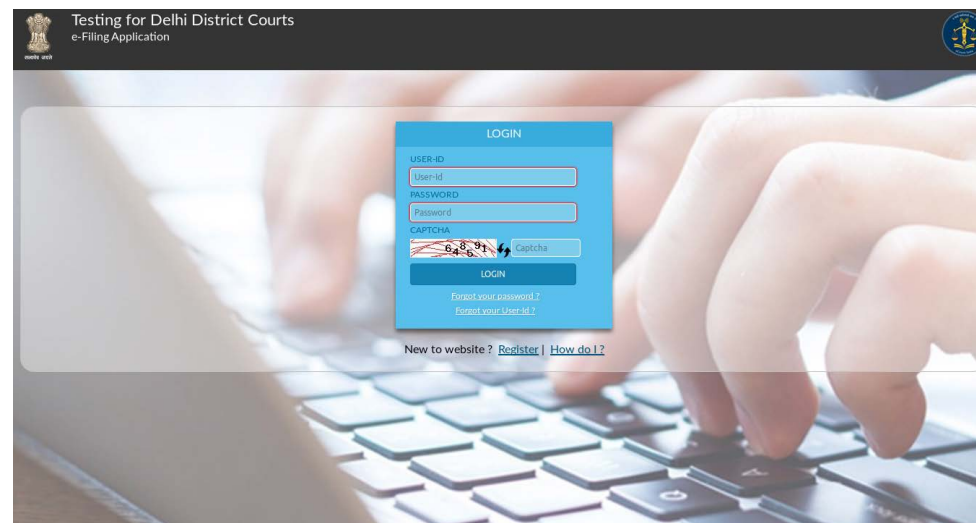 Testing for Delhi District Courts
e-Filing Application
LOGIN
USER-ID
User-Id
PASSWORD
Password
CAPTCHA
Captcha
LOGIN
Forgot your password ?
Forgot your User-Id ?
New to website ? Register | How do I ?